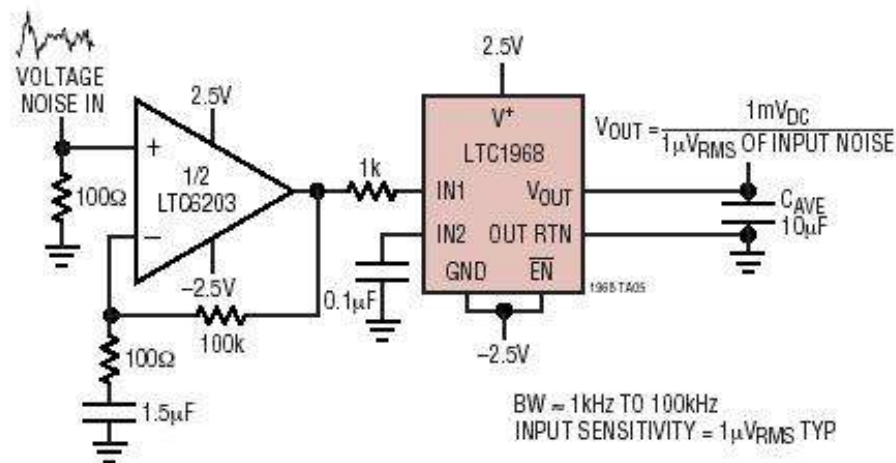 VOLTAGE
NOISE IN
2.5V
+
1/2
LTC6203
–
–2.5V
100Ω
100k
100Ω
1.5µF
1k
0.1µF
2.5V
V+
LTC1968
IN1
VOUT
IN2
OUT RTN
GND
EN
1968 TA05
–2.5V
VOUT = 1mVDC
1µVRMS OF INPUT NOISE
CAVE
10µF
BW ≈ 1kHz TO 100kHz
INPUT SENSITIVITY = 1µVRMS TYP